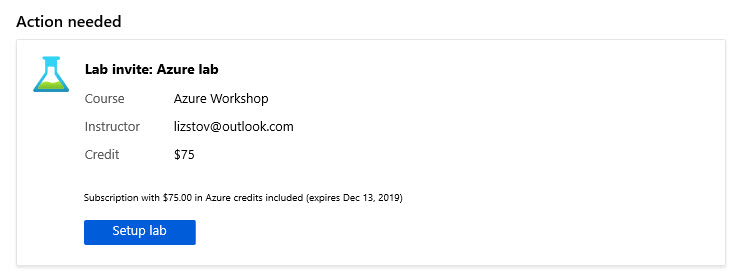 Action needed
Lab invite: Azure lab
Course Azure Workshop
Instructor lizstov@outlook.com
Credit $75
Subscription with $75.00 in Azure credits included (expires Dec 13, 2019)
Setup lab